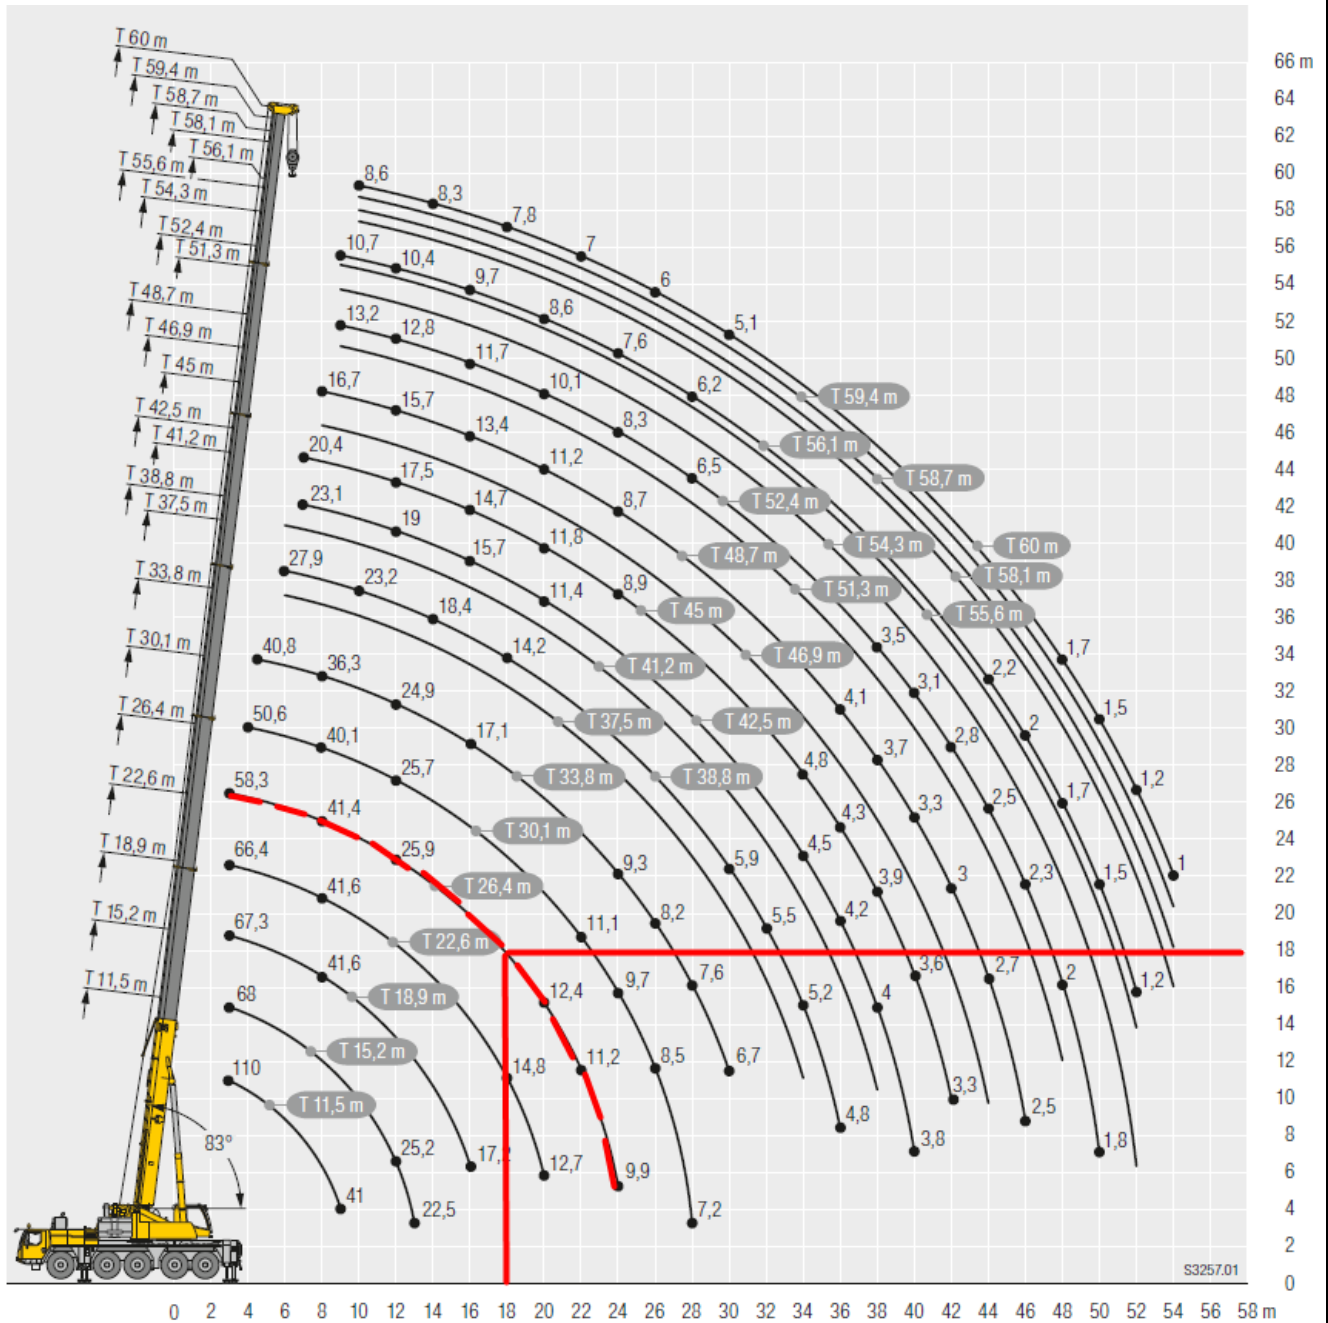 T 60 m
T 59,4 m
T 58,7 m
T 58,1 m
T 56,1 m
T 55,6 m
T 54,3 m
T 52,4 m
T 51,3 m
T 48,7 m
T 46,9 m
T 45 m
T 42,5 m
T 41,2 m
T 38,8 m
T 37,5 m
T 33,8 m
T 30,1 m
T 26,4 m
T 22,6 m
T 18,9 m
T 15,2 m
T 11,5 m
83°
8,6 8,3 7,8 7 6 5,1 1,7 1,5 1,2 1
10,7 10,4 9,7 8,6 7,6 6,2 2,2 2 1,7 1,5 1,2
13,2 12,8 11,7 10,1 8,3 6,5 3,5 3,1 2,8 2,5 2,3 2 1,8
16,7 15,7 13,4 11,2 8,7 4,1 3,7 3,3 3 2,7 2,5
20,4 17,5 14,7 11,8 8,9 4,8 4,3 3,9 3,6 3,3
23,1 19 15,7 11,4 4,5 4,2 4 3,8
27,9 23,2 18,4 14,2 5,9 5,5 5,2 4,8
40,8 36,3 24,9 17,1 9,3 8,2 7,6 6,7
50,6 40,1 25,7 11,1 9,7 8,5 7,2
58,3 41,4 25,9 12,4 11,2 9,9
66,4 41,6 14,8 12,7
67,3 41,6 17,2
68 25,2 22,5
110 41
T 59,4 m
T 56,1 m
T 58,7 m
T 52,4 m
T 54,3 m
T 60 m
T 48,7 m
T 58,1 m
T 51,3 m
T 55,6 m
T 45 m
T 46,9 m
T 41,2 m
T 37,5 m
T 42,5 m
T 33,8 m
T 38,8 m
T 30,1 m
T 26,4 m
T 22,6 m
T 18,9 m
T 15,2 m
T 11,5 m
66 m
64
62
60
58
56
54
52
50
48
46
44
42
40
38
36
34
32
30
28
26
24
22
20
18
16
14
12
10
8
6
4
2
0
S3257.01
0 2 4 6 8 10 12 14 16 18 20 22 24 26 28 30 32 34 36 38 40 42 44 46 48 50 52 54 56 58 m